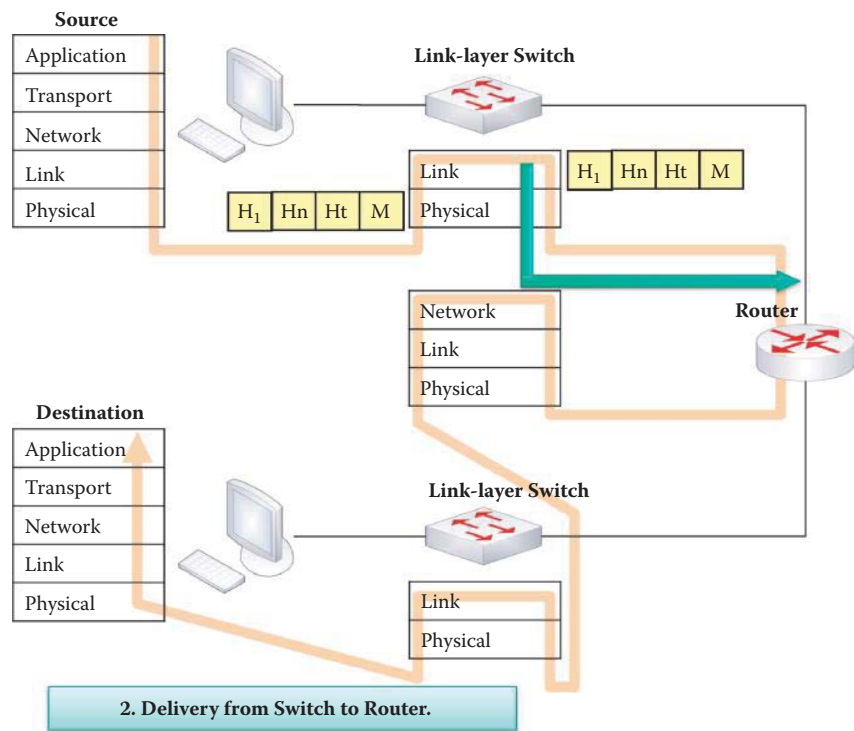 Source
Application
Transport
Network
Link
Physical
Link-layer Switch
H₁ Hn Ht M
Link
Physical
H₁ Hn Ht M
Network
Link
Physical
Router
Destination
Application
Transport
Network
Link
Physical
Link-layer Switch
Link
Physical
2. Delivery from Switch to Router.